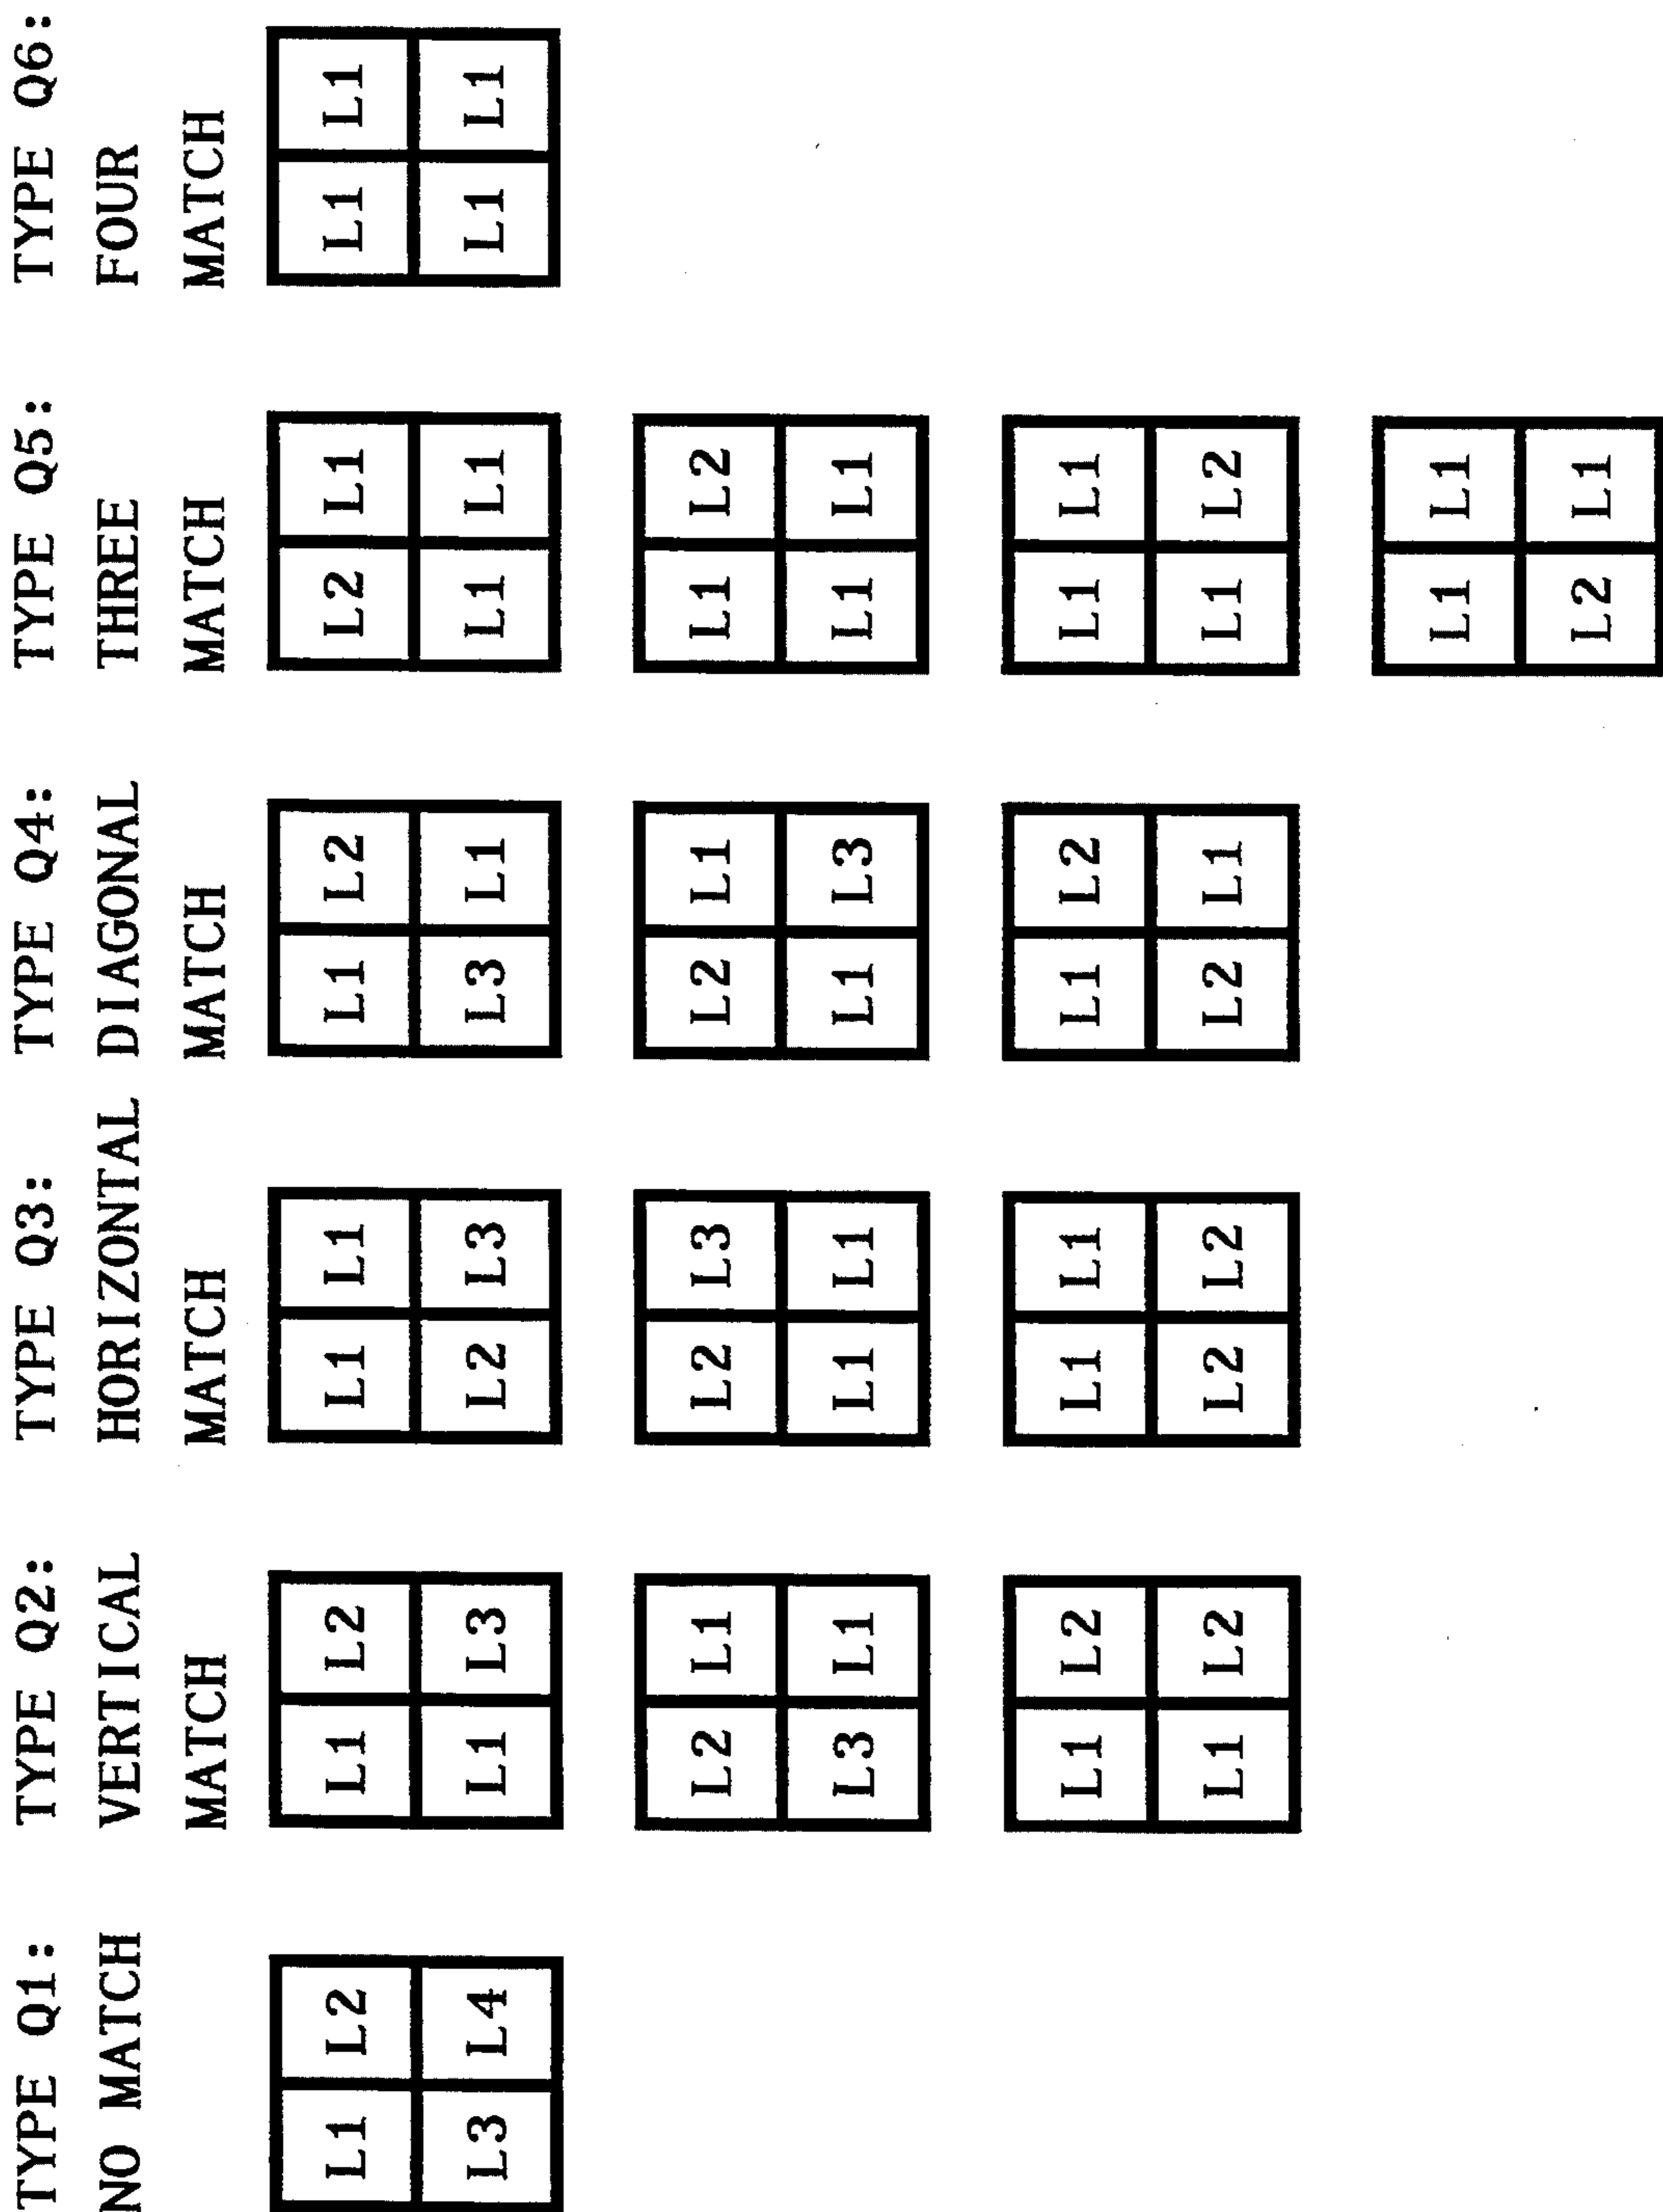 TYPE Q1: TYPE Q2: TYPE Q3: TYPE Q4: TYPE Q5: TYPE Q6:
NO MATCH VERTICAL HORIZONTAL DIAGONAL THREE FOUR
MATCH MATCH MATCH MATCH MATCH
L1 L2 L1 L2 L1 L1 L1 L2 L2 L1 L1 L1
L3 L4 L1 L3 L2 L3 L3 L1 L1 L1 L1 L1
L2 L1 L2 L3 L2 L1 L1 L2
L3 L1 L1 L1 L1 L3 L1 L1
L1 L2 L1 L1 L1 L2 L1 L1
L1 L2 L2 L2 L2 L1 L1 L2
L1 L1
L2 L1